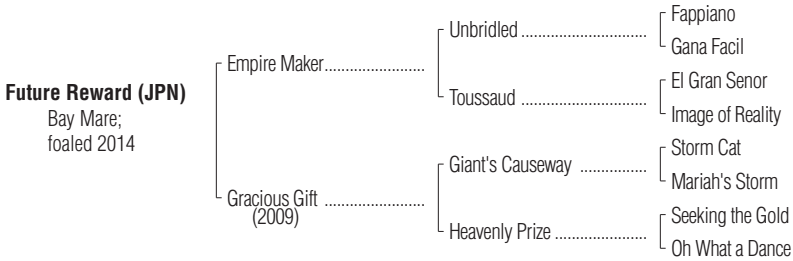 Future Reward (JPN)
Bay Mare;
foaled 2014
Empire Maker........................
Gracious Gift ........................
(2009)
Unbridled ..............................
Toussaud ..............................
Giant's Causeway ................
Heavenly Prize ......................
Fappiano
Gana Facil
El Gran Senor
Image of Reality
Storm Cat
Mariah's Storm
Seeking the Gold
Oh What a Dance